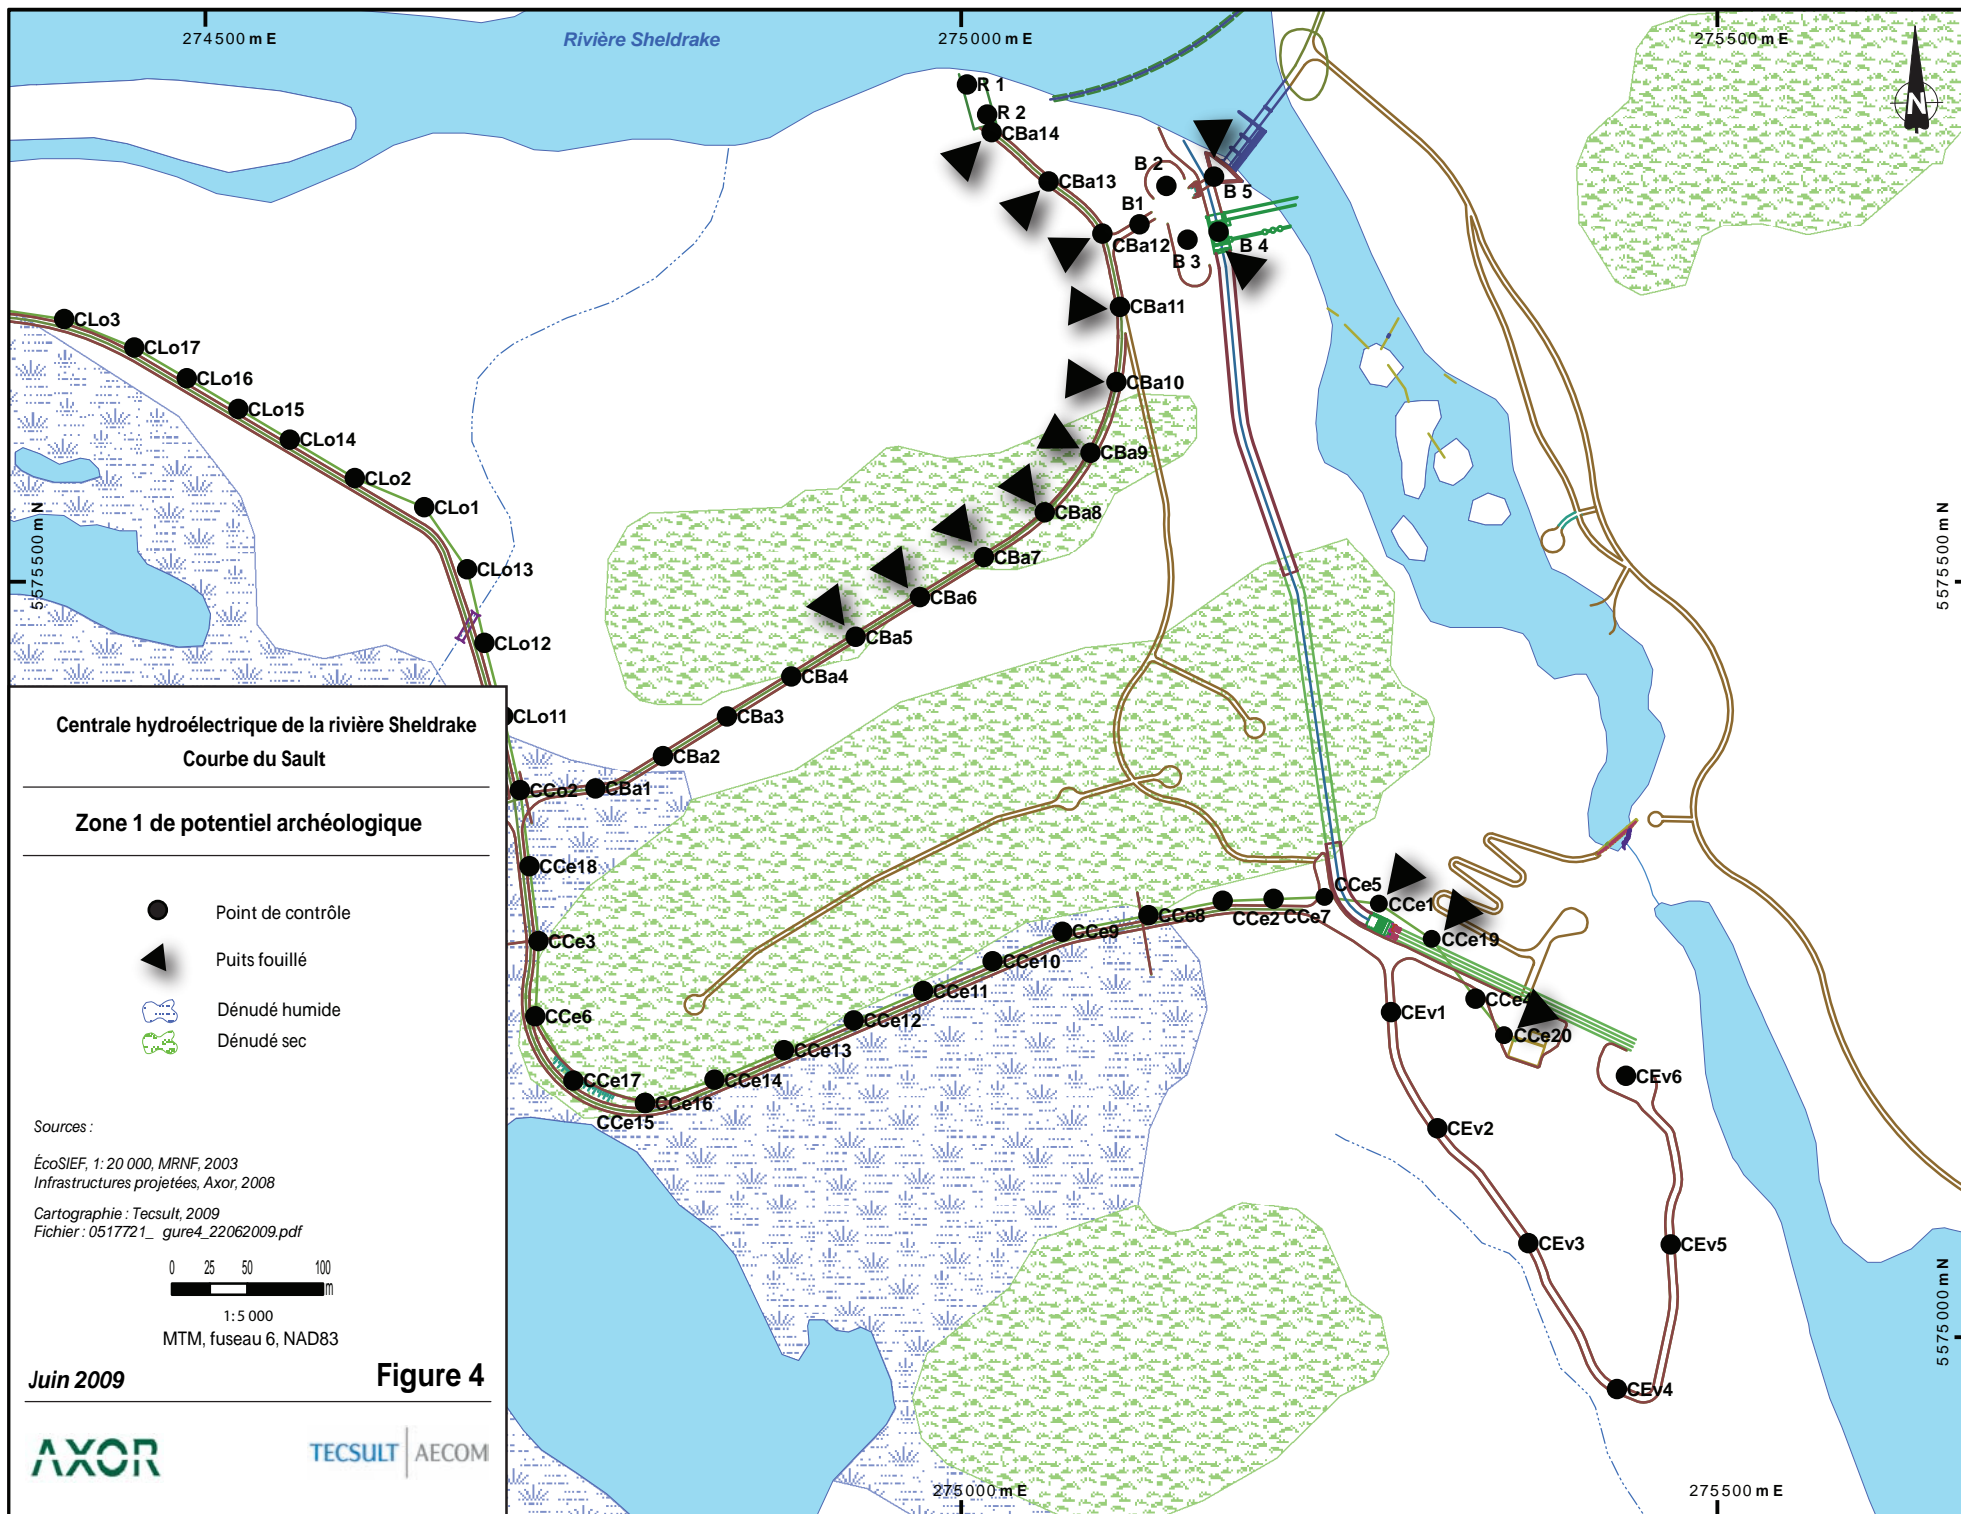 274500 m E
Rivière Sheldrake
275000 m E
275500 m E
N
R 1
R 2
CBa14
CBa13
B 2
B 5
B1
CBa12
B 3
B 4
CBa11
CBa10
CBa9
CBa8
CBa7
CBa6
CBa5
CBa4
CBa3
CBa2
CBa1
CLo3
CLo17
CLo16
CLo15
CLo14
CLo2
CLo1
CLo13
CLo12
CLo11
5575500 m N
5575500 m N
CCo2
CCe18
CCe3
CCe6
CCe17
CCe16
CCe15
CCe14
CCe13
CCe12
CCe11
CCe10
CCe9
CCe8
CCe2
CCe7
CCe5
CCe1
CCe19
CCe4
CCe20
CEv1
CEv2
CEv3
CEv4
CEv5
CEv6
Centrale hydroélectrique de la rivière Sheldrake
Courbe du Sault
Zone 1 de potentiel archéologique
Point de contrôle
Puits fouillé
Dénudé humide
Dénudé sec
Sources :
ÉcoSIEF, 1: 20 000, MRNF, 2003
Infrastructures projetées, Axor, 2008
Cartographie : Tecsult, 2009
Fichier : 0517721_ gure4_22062009.pdf
0 25 50 100
m
1: 5 000
MTM, fuseau 6, NAD83
Juin 2009
Figure 4
AXOR
TECSULT AECOM
5575000 m N
275000 m E
275500 m E